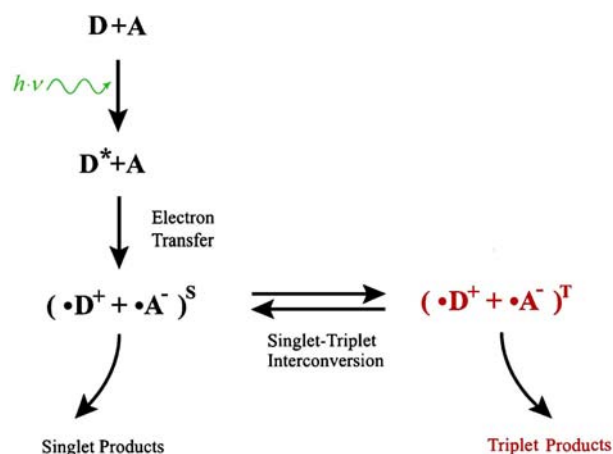 D+A
h·ν
D*+A
Electron
Transfer
( •D⁺ + •A⁻ )ˢ
( •D⁺ + •A⁻ )ᵀ
Singlet-Triplet
Interconversion
Singlet Products
Triplet Products